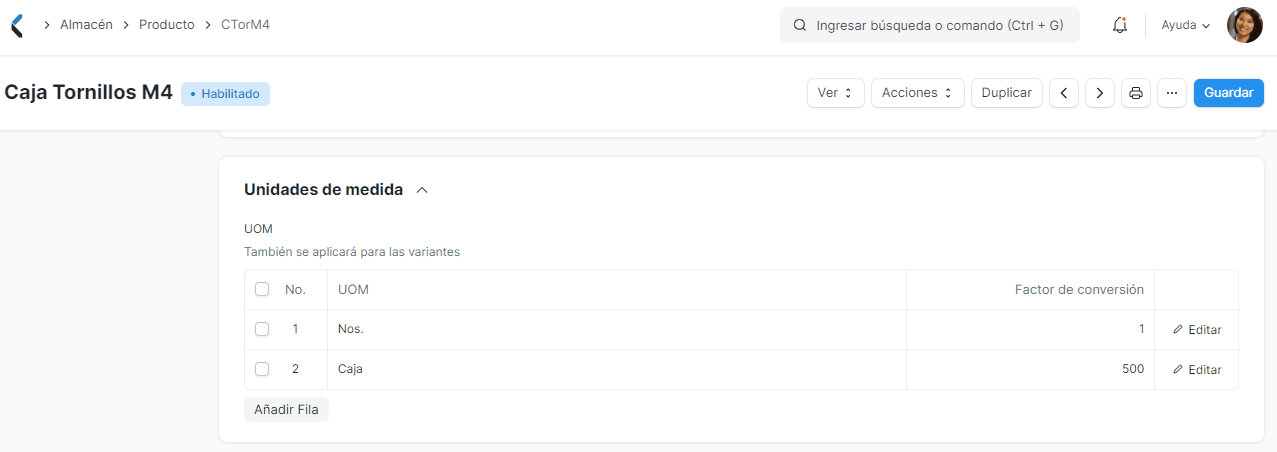 Almacén Producto CTorM4 Ingresar búsqueda o comando (Ctrl + G) Ayuda
Caja Tornillos M4 • Habilitado Ver Acciones Duplicar ... Guardar
Unidades de medida
UOM
También se aplicará para las variantes
No. UOM Factor de conversión
1 Nos. 1 Editar
2 Caja 500 Editar
Añadir Fila